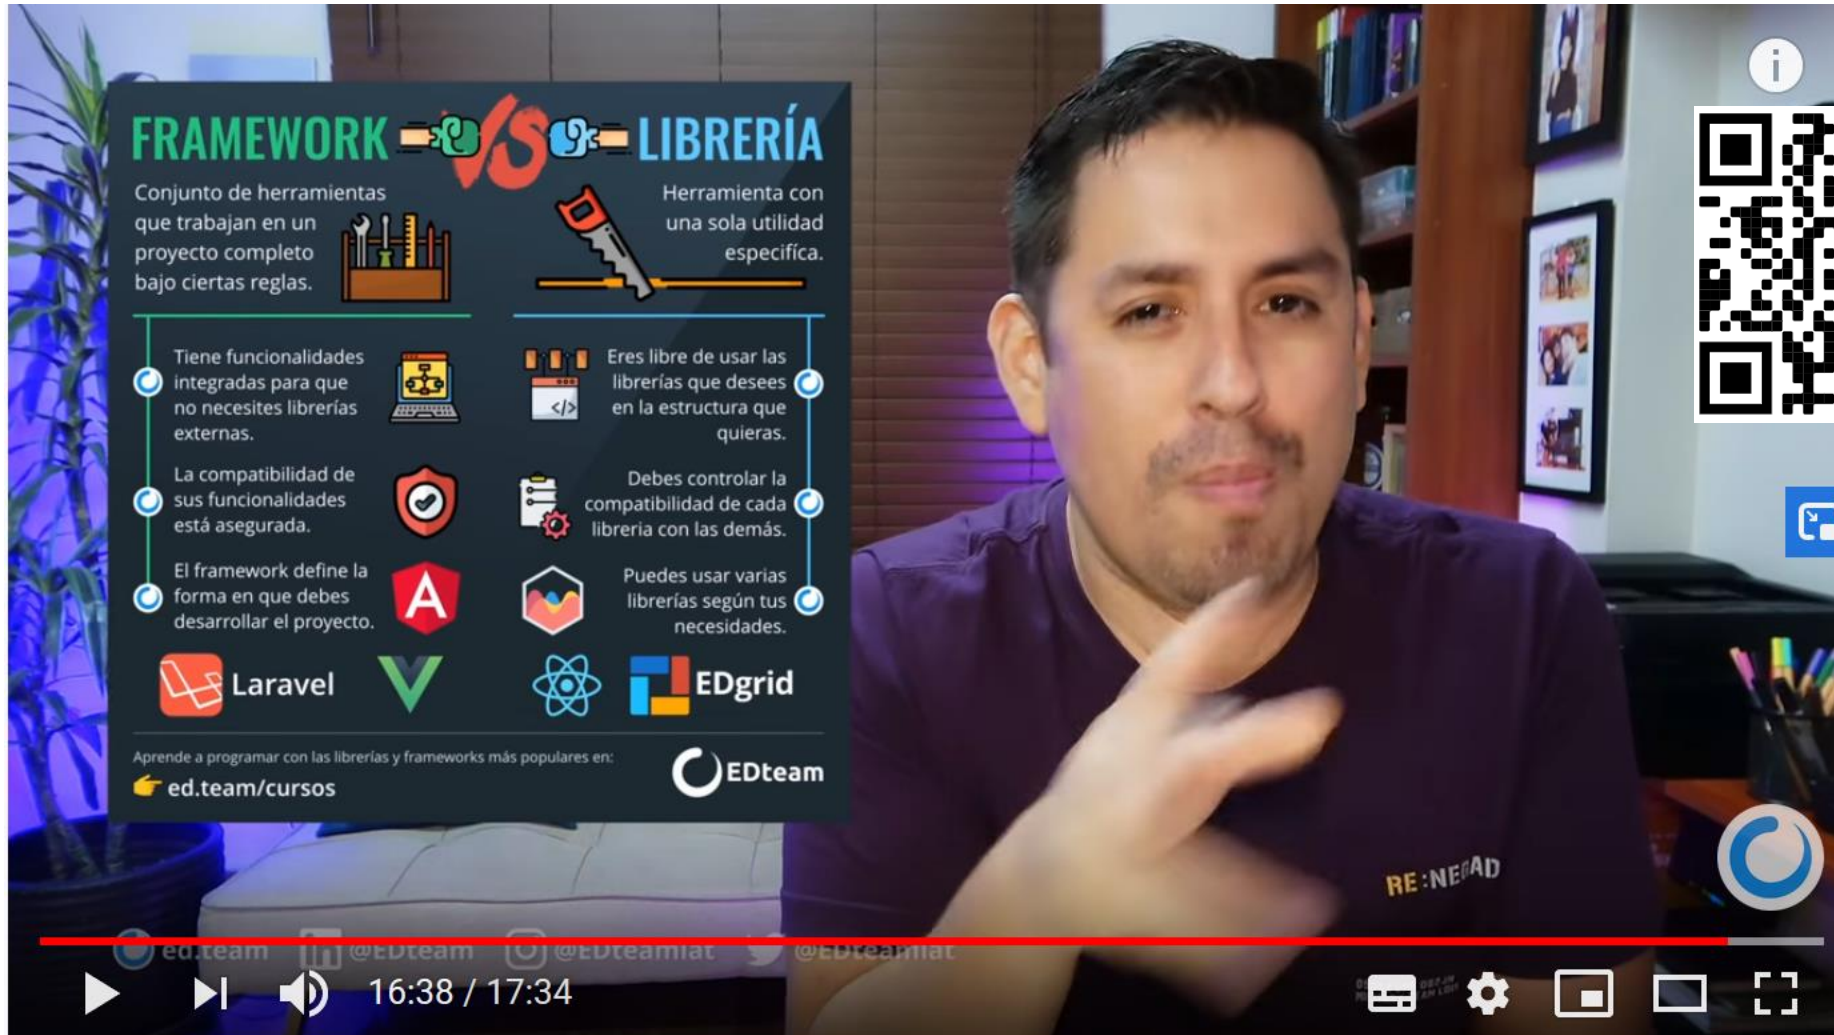 FRAMEWORK VS LIBRERÍA
Conjunto de herramientas
que trabajan en un
proyecto completo
bajo ciertas reglas.
Herramienta con
una sola utilidad
especifíca.
Tiene funcionalidades
integradas para que
no necesites librerías
externas.
La compatibilidad de
sus funcionalidades
está asegurada.
El framework define la
forma en que debes
desarrollar el proyecto.
Eres libre de usar las
librerías que desees
en la estructura que
quieras.
Debes controlar la
compatibilidad de cada
libreria con las demás.
Puedes usar varias
librerías según tus
necesidades.
Laravel
EDgrid
Aprende a programar con las librerías y frameworks más populares en:
ed.team/cursos
EDteam
RE:NEGAD
ed.team @EDteam @EDteamlat @EDteamlat
16:38 / 17:34